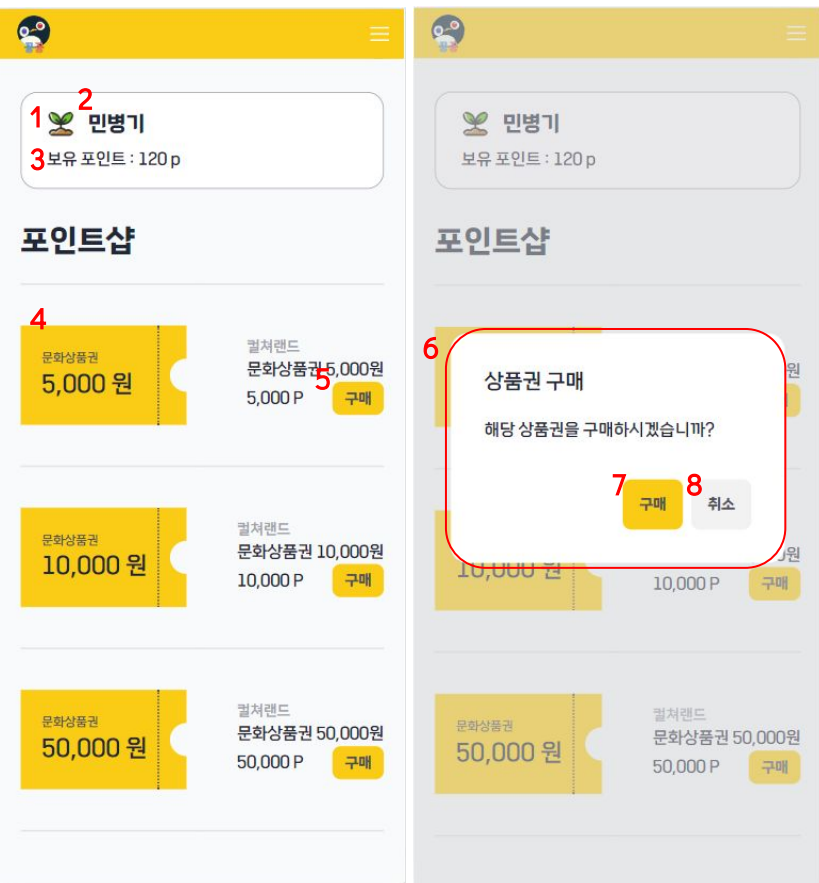 2
1 민병기
3 보유 포인트 : 120 p
포인트샵
4
문화상품권
5,000 원
컬쳐랜드
문화상품권 5,000원
5
5,000 P 구매
문화상품권
10,000 원
컬쳐랜드
문화상품권 10,000원
10,000 P 구매
문화상품권
50,000 원
컬쳐랜드
문화상품권 50,000원
50,000 P 구매
민병기
보유 포인트 : 120 p
포인트샵
6
원
상품권 구매
해당 상품권을 구매하시겠습니까?
7 8
구매 취소
10,000 원
원
10,000 P 구매
문화상품권
50,000 원
컬쳐랜드
문화상품권 50,000원
50,000 P 구매